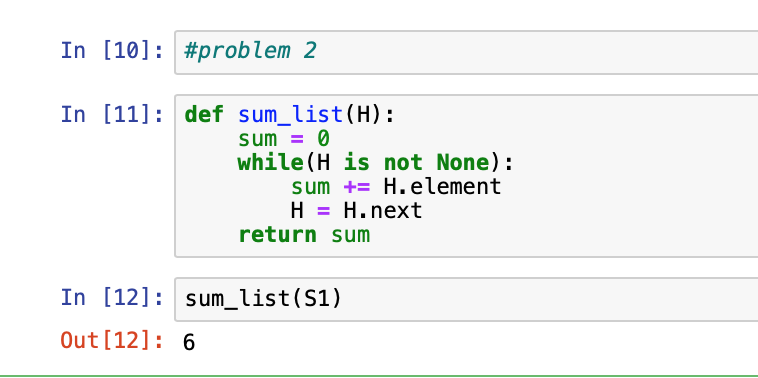 In [10]: #problem 2
In [11]: def sum_list(H):
    sum = 0
    while(H is not None):
        sum += H.element
        H = H.next
    return sum
In [12]: sum_list(S1)
Out[12]: 6